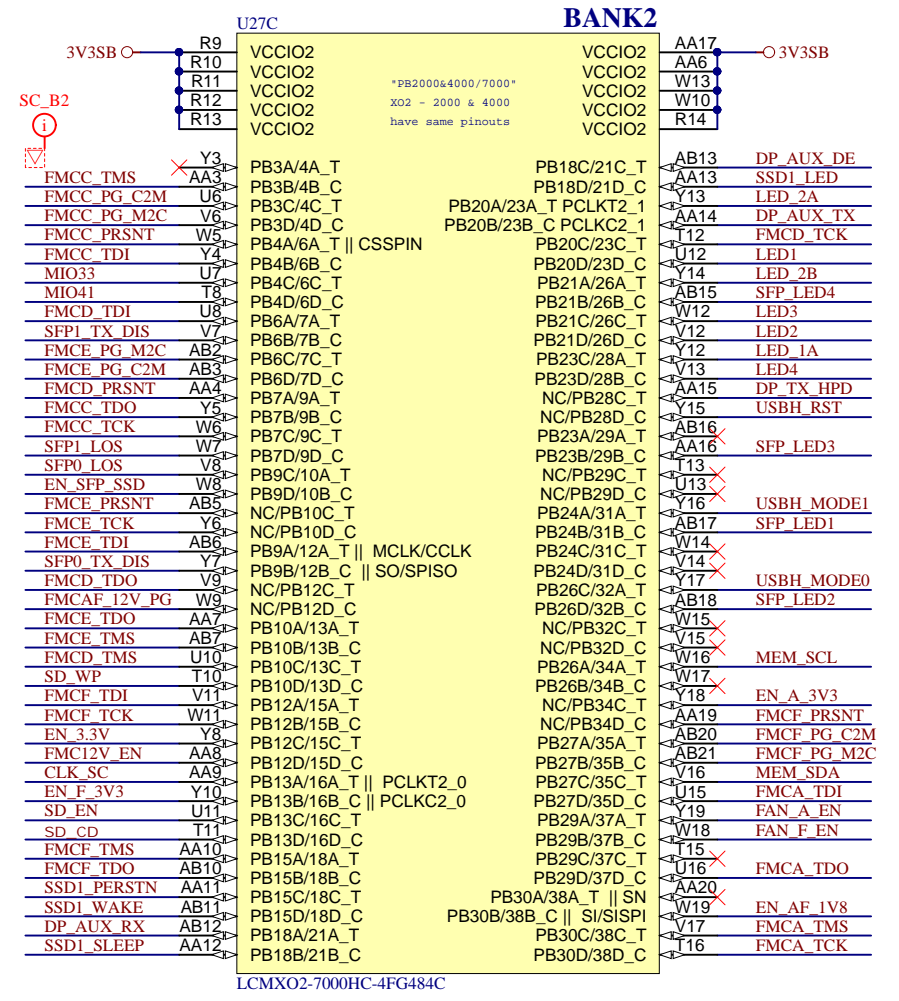 U27C BANK2
3V3SB R9 VCCIO2 VCCIO2 AA17 3V3SB
R10 VCCIO2 VCCIO2 AA6
R11 VCCIO2 "PB2000&4000/7000" VCCIO2 W13
R12 VCCIO2 XO2 - 2000 & 4000 VCCIO2 W10
R13 VCCIO2 have same pinouts VCCIO2 R14
SC_B2
i
Y3 PB3A/4A_T PB18C/21C_T AB13 DP_AUX_DE
FMCC_TMS AA3 PB3B/4B_C PB18D/21D_C AA13 SSD1_LED
FMCC_PG_C2M U6 PB3C/4C_T PB20A/23A_T PCLKT2_1 Y13 LED_2A
FMCC_PG_M2C V6 PB3D/4D_C PB20B/23B_C PCLKC2_1 AA14 DP_AUX_TX
FMCC_PRSNT W5 PB4A/6A_T || CSSPIN PB20C/23C_T T12 FMCD_TCK
FMCC_TDI Y4 PB4B/6B_C PB20D/23D_C U12 LED1
MIO33 U7 PB4C/6C_T PB21A/26A_T Y14 LED_2B
MIO41 T8 PB4D/6D_C PB21B/26B_C AB15 SFP_LED4
FMCD_TDI U8 PB6A/7A_T PB21C/26C_T W12 LED3
SFP1_TX_DIS V7 PB6B/7B_C PB21D/26D_C V12 LED2
FMCE_PG_M2C AB2 PB6C/7C_T PB23C/28A_T Y12 LED_1A
FMCE_PG_C2M AB3 PB6D/7D_C PB23D/28B_C V13 LED4
FMCD_PRSNT AA4 PB7A/9A_T NC/PB28C_T AA15 DP_TX_HPD
FMCC_TDO Y5 PB7B/9B_C NC/PB28D_C Y15 USBH_RST
FMCC_TCK W6 PB7C/9C_T PB23A/29A_T AB16
SFP1_LOS W7 PB7D/9D_C PB23B/29B_C AA16 SFP_LED3
SFP0_LOS V8 PB9C/10A_T NC/PB29C_T T13
EN_SFP_SSD W8 PB9D/10B_C NC/PB29D_C U13
FMCE_PRSNT AB5 NC/PB10C_T PB24A/31A_T Y16 USBH_MODE1
FMCE_TCK Y6 NC/PB10D_C PB24B/31B_C AB17 SFP_LED1
FMCE_TDI AB6 PB9A/12A_T || MCLK/CCLK PB24C/31C_T W14
SFP0_TX_DIS Y7 PB9B/12B_C || SO/SPISO PB24D/31D_C V14
FMCD_TDO V9 NC/PB12C_T PB26C/32A_T Y17 USBH_MODE0
FMCAF_12V_PG W9 NC/PB12D_C PB26D/32B_C AB18 SFP_LED2
FMCE_TDO AA7 PB10A/13A_T NC/PB32C_T W15
FMCE_TMS AB7 PB10B/13B_C NC/PB32D_C V15
FMCD_TMS U10 PB10C/13C_T PB26A/34A_T W16 MEM_SCL
SD_WP T10 PB10D/13D_C PB26B/34B_C W17
FMCF_TDI V11 PB12A/15A_T NC/PB34C_T Y18 EN_A_3V3
FMCF_TCK W11 PB12B/15B_C NC/PB34D_C AA19 FMCF_PRSNT
EN_3.3V Y8 PB12C/15C_T PB27A/35A_T AB20 FMCF_PG_C2M
FMC12V_EN AA8 PB12D/15D_C PB27B/35B_C AB21 FMCF_PG_M2C
CLK_SC AA9 PB13A/16A_T || PCLKT2_0 PB27C/35C_T V16 MEM_SDA
EN_F_3V3 Y10 PB13B/16B_C || PCLKC2_0 PB27D/35D_C U15 FMCA_TDI
SD_EN U11 PB13C/16C_T PB29A/37A_T Y19 FAN_A_EN
SD_CD T11 PB13D/16D_C PB29B/37B_C W18 FAN_F_EN
FMCF_TMS AA10 PB15A/18A_T PB29C/37C_T T15
FMCF_TDO AB10 PB15B/18B_C PB29D/37D_C U16 FMCA_TDO
SSD1_PERSTN AA11 PB15C/18C_T PB30A/38A_T || SN AA20
SSD1_WAKE AB11 PB15D/18D_C PB30B/38B_C || SI/SISPI W19 EN_AF_1V8
DP_AUX_RX AB12 PB18A/21A_T PB30C/38C_T V17 FMCA_TMS
SSD1_SLEEP AA12 PB18B/21B_C PB30D/38D_C T16 FMCA_TCK
LCMXO2-7000HC-4FG484C